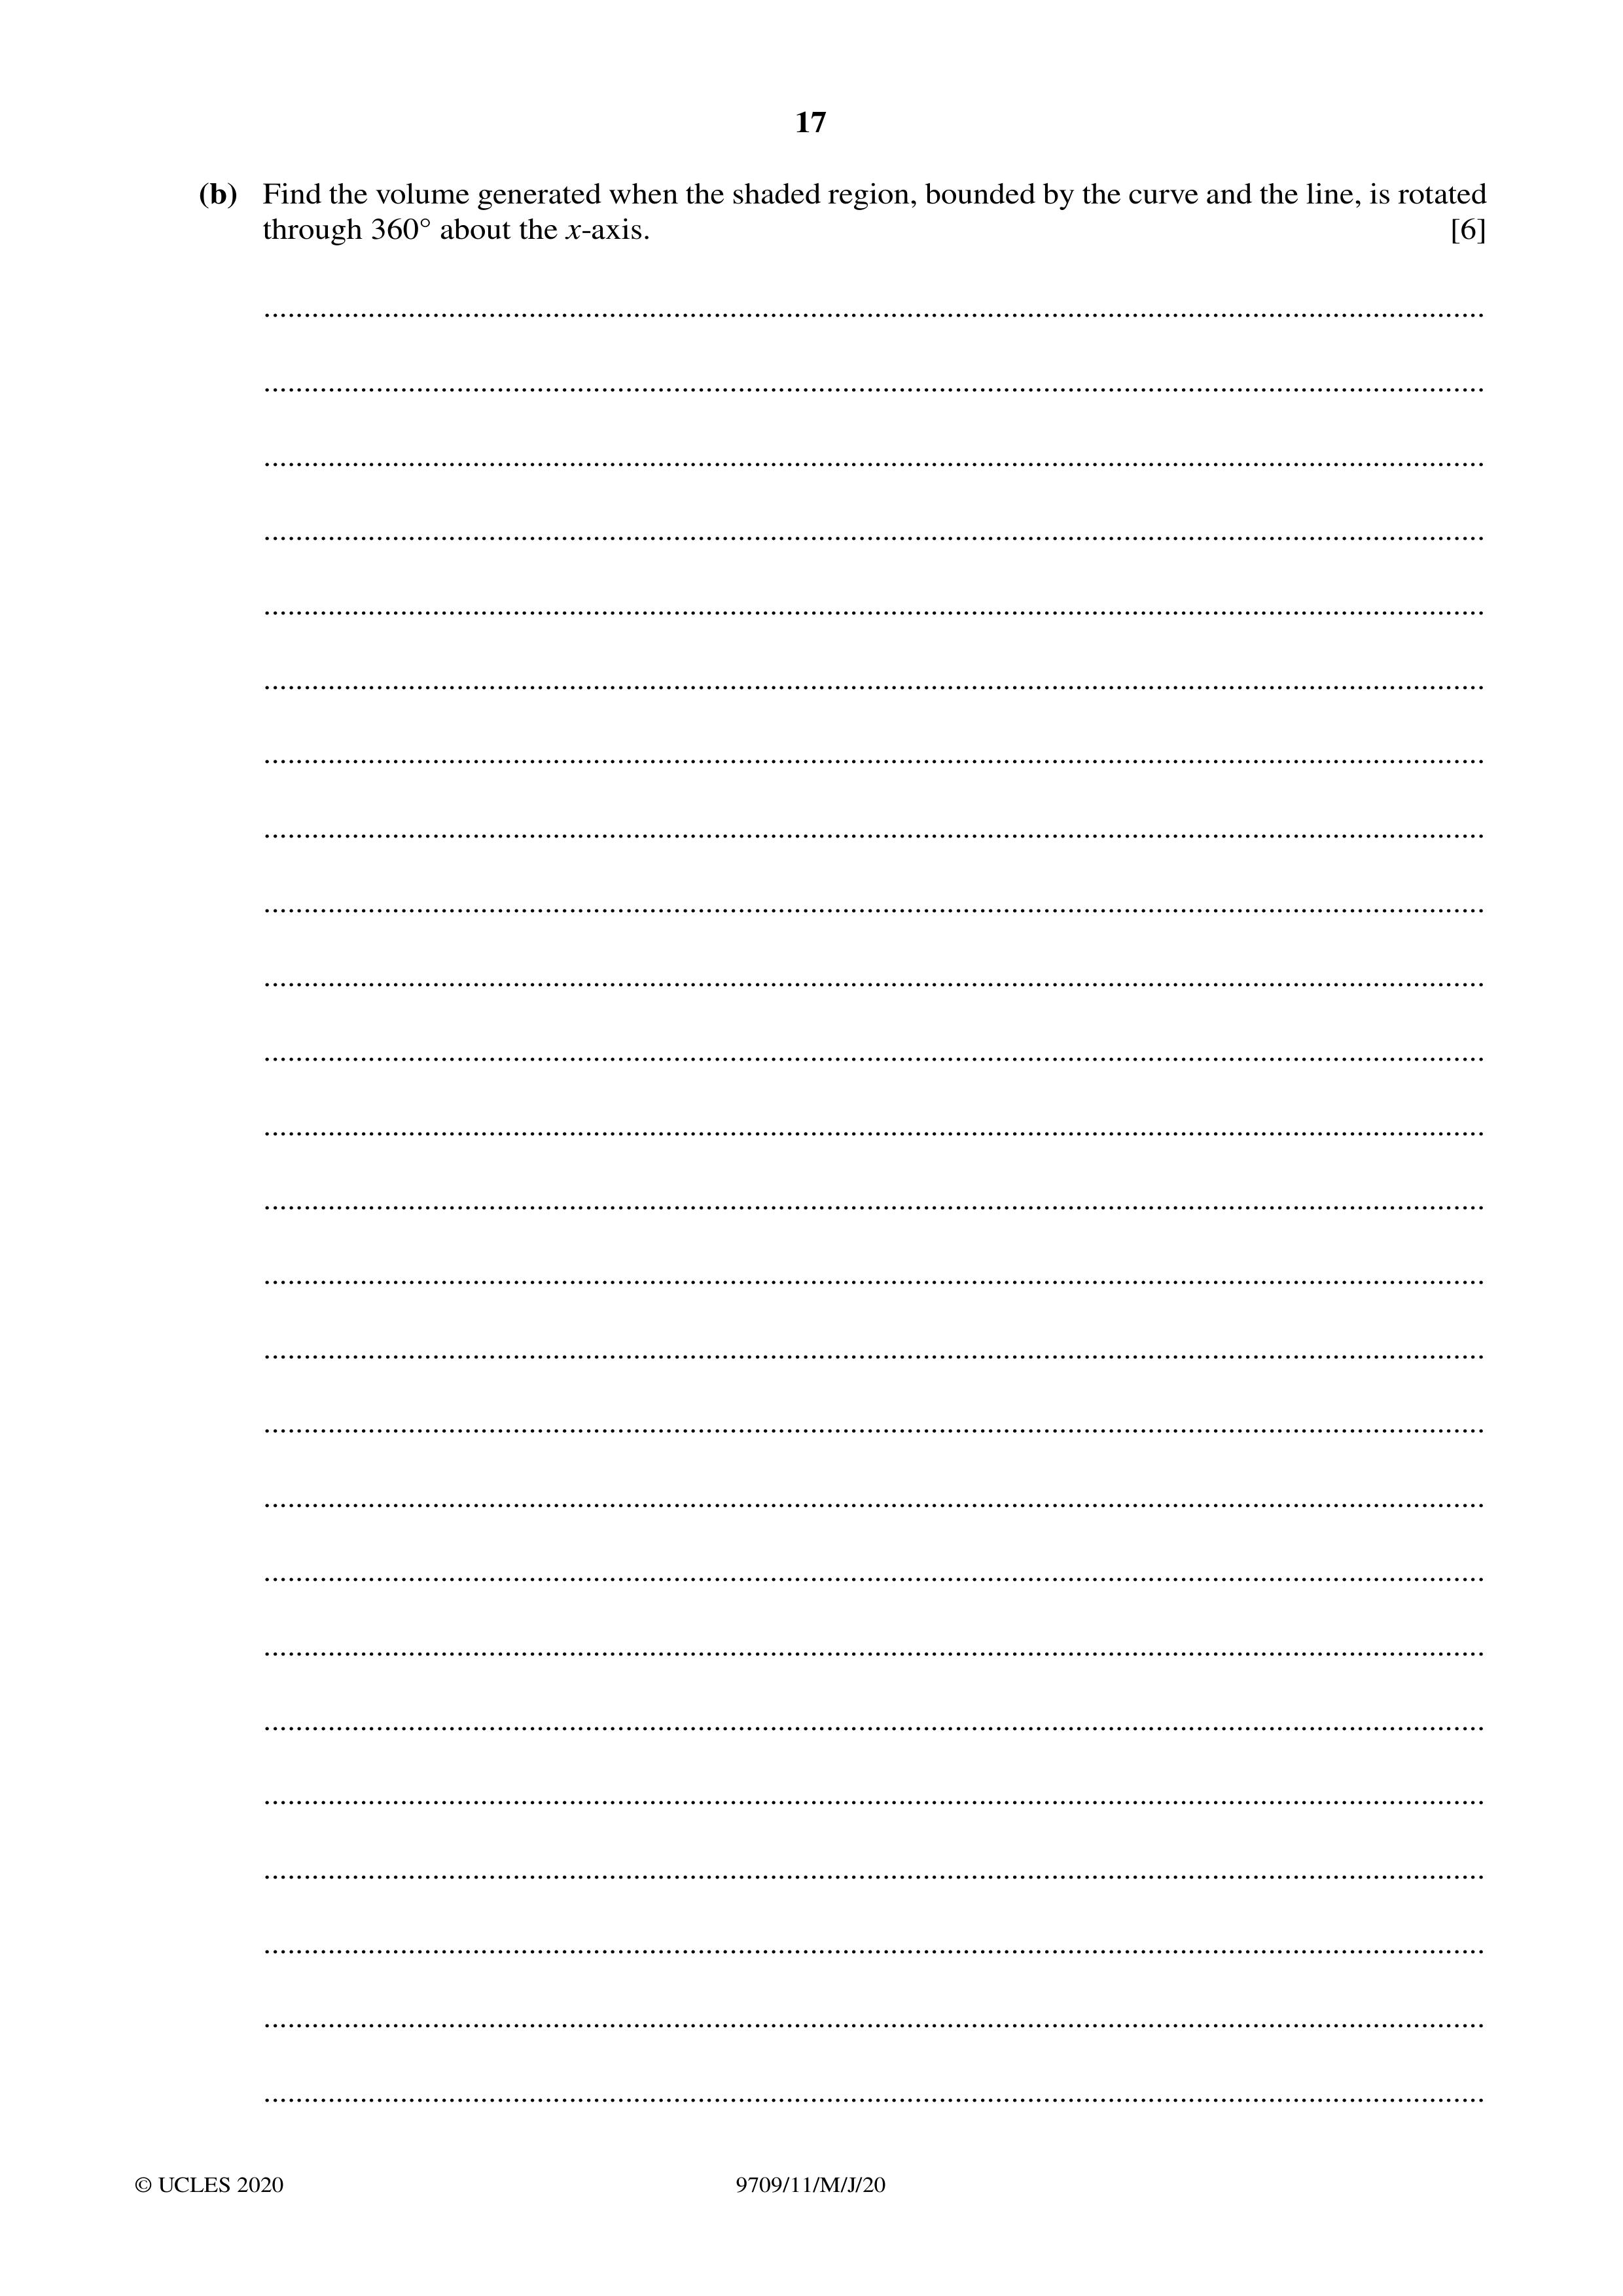 17
(b) Find the volume generated when the shaded region, bounded by the curve and the line, is rotated
through 360° about the x-axis. [6]
© UCLES 2020 9709/11/M/J/20